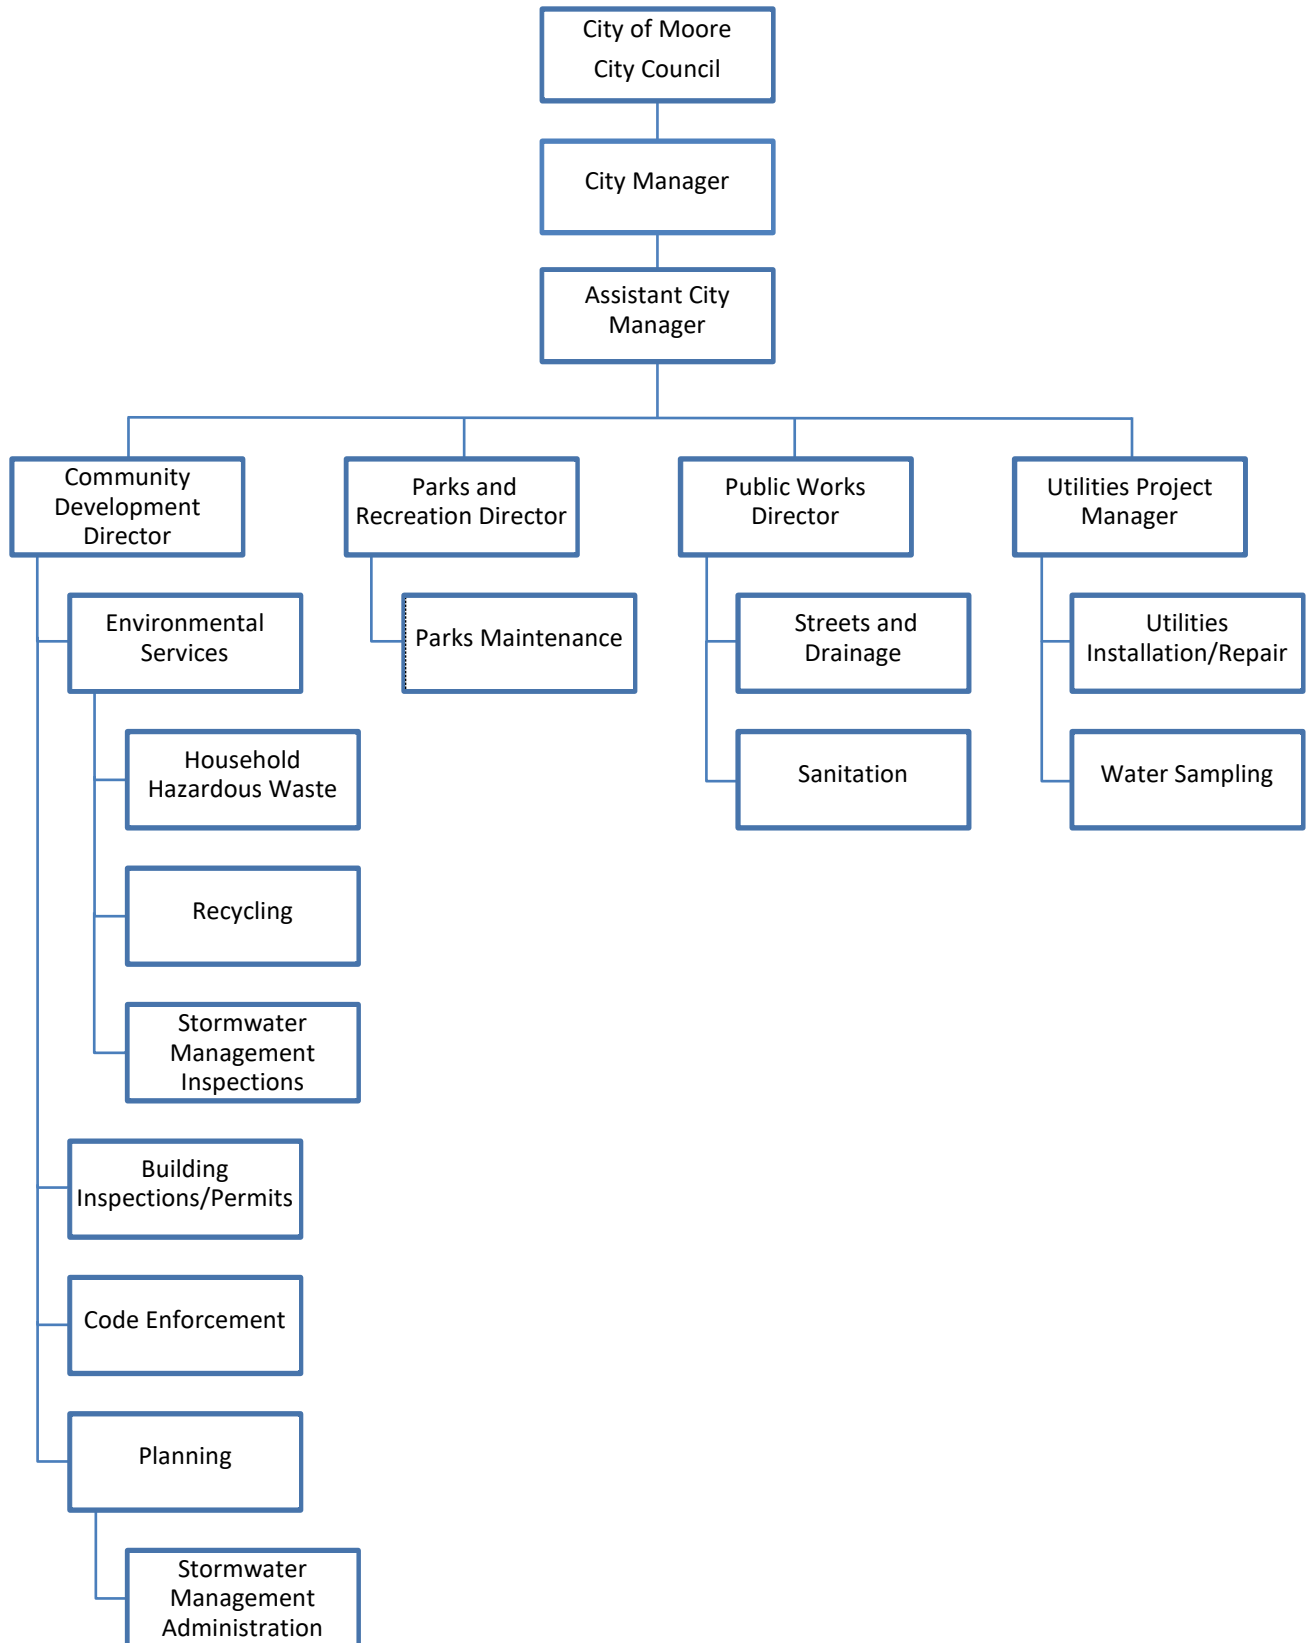 City of Moore
City Council
City Manager
Assistant City
Manager
Community
Development
Director
Parks and
Recreation Director
Public Works
Director
Utilities Project
Manager
Environmental
Services
Parks Maintenance
Streets and
Drainage
Utilities
Installation/Repair
Household
Hazardous Waste
Sanitation
Water Sampling
Recycling
Stormwater
Management
Inspections
Building
Inspections/Permits
Code Enforcement
Planning
Stormwater
Management
Administration